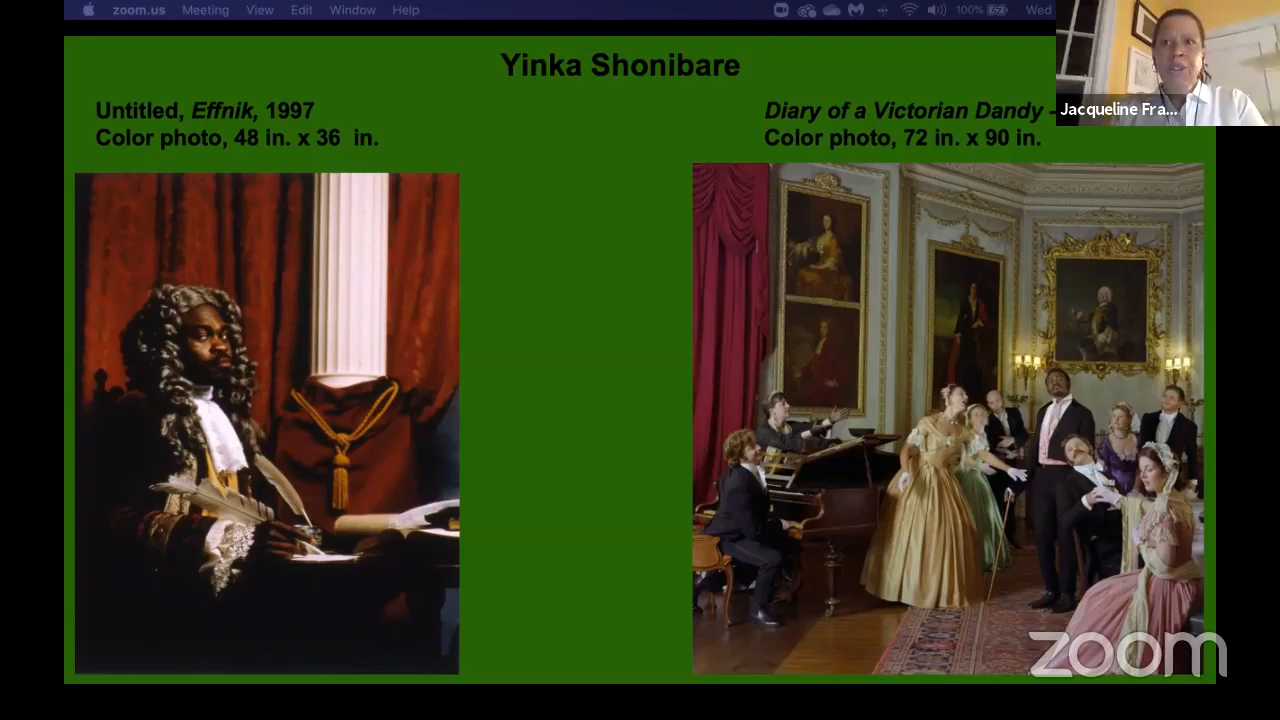 zoom.us Meeting View Edit Window Help 100% Wed
Yinka Shonibare
Untitled, Effnik, 1997
Color photo, 48 in. x 36 in.
Diary of a Victorian Dandy -
Color photo, 72 in. x 90 in.
Jacqueline Fra...
zoom